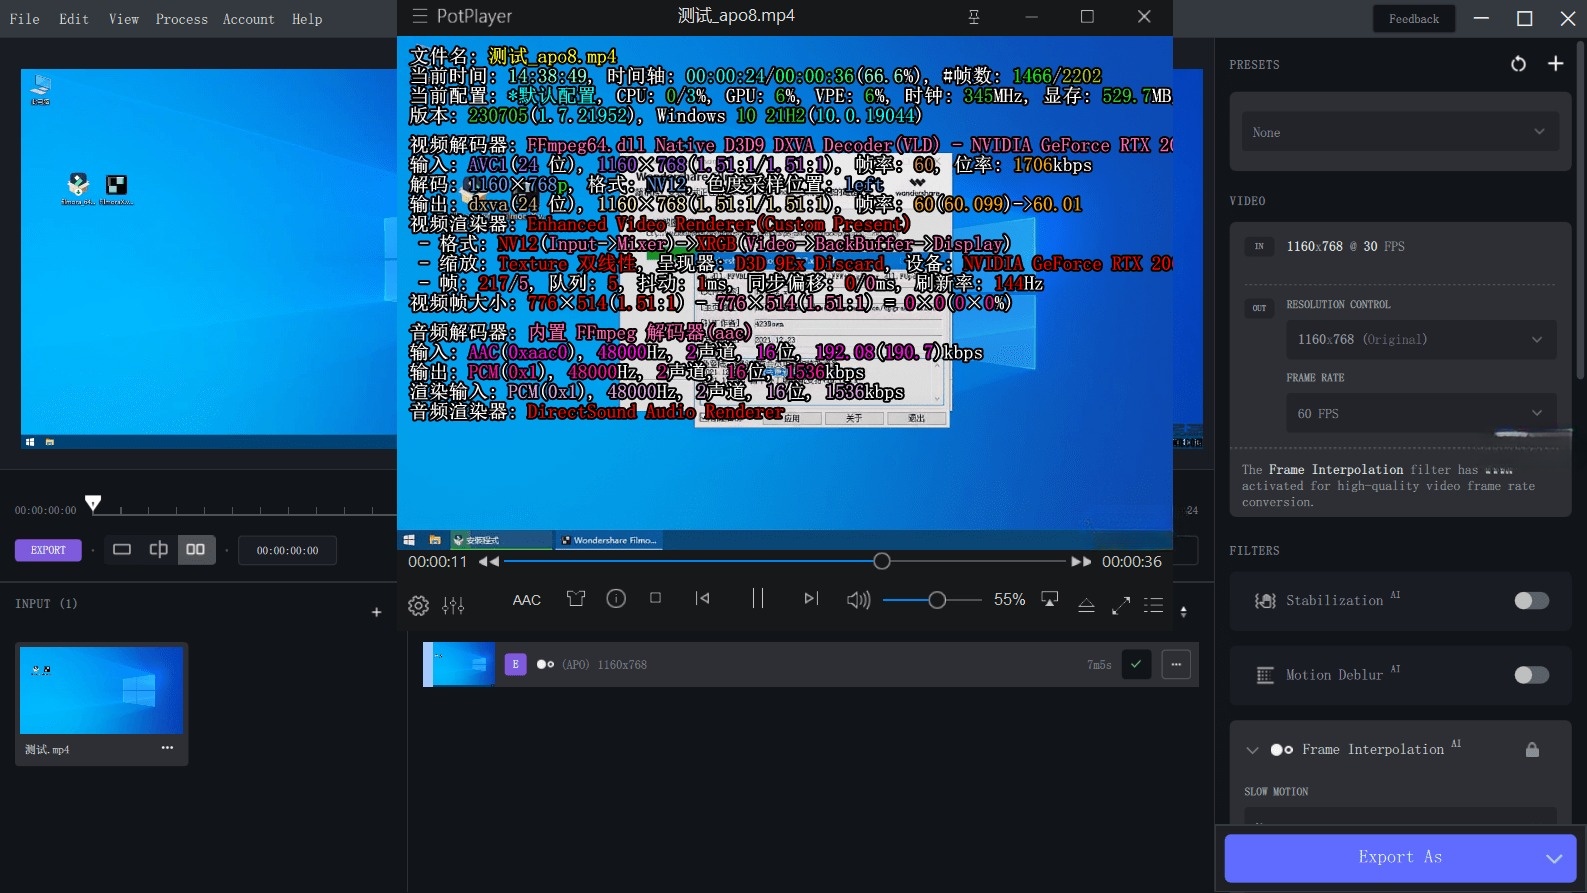 File Edit View Process Account Help
PotPlayer
测试_apo8.mp4
Feedback
文件名: 测试_apo8.mp4
当前时间: 14:38:49, 时间轴: 00:00:24/00:00:36(66.6%), #帧数: 1466/2202
当前配置: *默认配置, CPU: 0/3%, GPU: 6%, VPE: 6%, 时钟: 345MHz, 显存: 529.7MB
版本: 230705(1.7.21952), Windows 10 21H2(10.0.19044)
视频解码器: FFmpeg64.dll Native D3D9 DXVA Decoder(VLD) - NVIDIA GeForce RTX 20
输入: AVC1(24 位), 1160×768(1.51:1/1.51:1), 帧率: 60, 位率: 1706kbps
解码: 1160×768p, 格式: NV12, 色度采样位置: left
输出: dxva(24 位), 1160×768(1.51:1/1.51:1), 帧率: 60(60.099)->60.01
视频渲染器: Enhanced Video Renderer(Custom Present)
- 格式: NV12(Input->Mixer)->XRGB(Video->BackBuffer->Display)
- 缩放: Texture 双线性, 呈现器: D3D 9Ex Discard, 设备: NVIDIA GeForce RTX 20
- 帧: 217/5, 队列: 5, 抖动: 1ms, 同步偏移: 0/0ms, 刷新率: 144Hz
视频帧大小: 776×514(1.51:1) - 776×514(1.51:1) = 0×0(0×0%)
音频解码器: 内置 FFmpeg 解码器(aac)
输入: AAC(0xaac0), 48000Hz, 2声道, 16位, 192.08(190.7)kbps
输出: PCM(0x1), 48000Hz, 2声道, 16位, 1536kbps
渲染输入: PCM(0x1), 48000Hz, 2声道, 16位, 1536kbps
音频渲染器: DirectSound Audio Renderer
wondershare
423Down
2021.12.23
应用 关于 退出
安装程式 Wondershare Filmo...
00:00:11
00:00:36
AAC
55%
00:00:00:00
24
EXPORT
00:00:00:00
INPUT (1)
测试.mp4
E (APO) 1160x768
7m5s
PRESETS
None
VIDEO
IN 1160x768 @ 30 FPS
OUT RESOLUTION CONTROL
1160x768 (Original)
FRAME RATE
60 FPS
The Frame Interpolation filter has
activated for high-quality video frame rate
conversion.
FILTERS
Stabilization AI
Motion Deblur AI
Frame Interpolation AI
SLOW MOTION
Export As